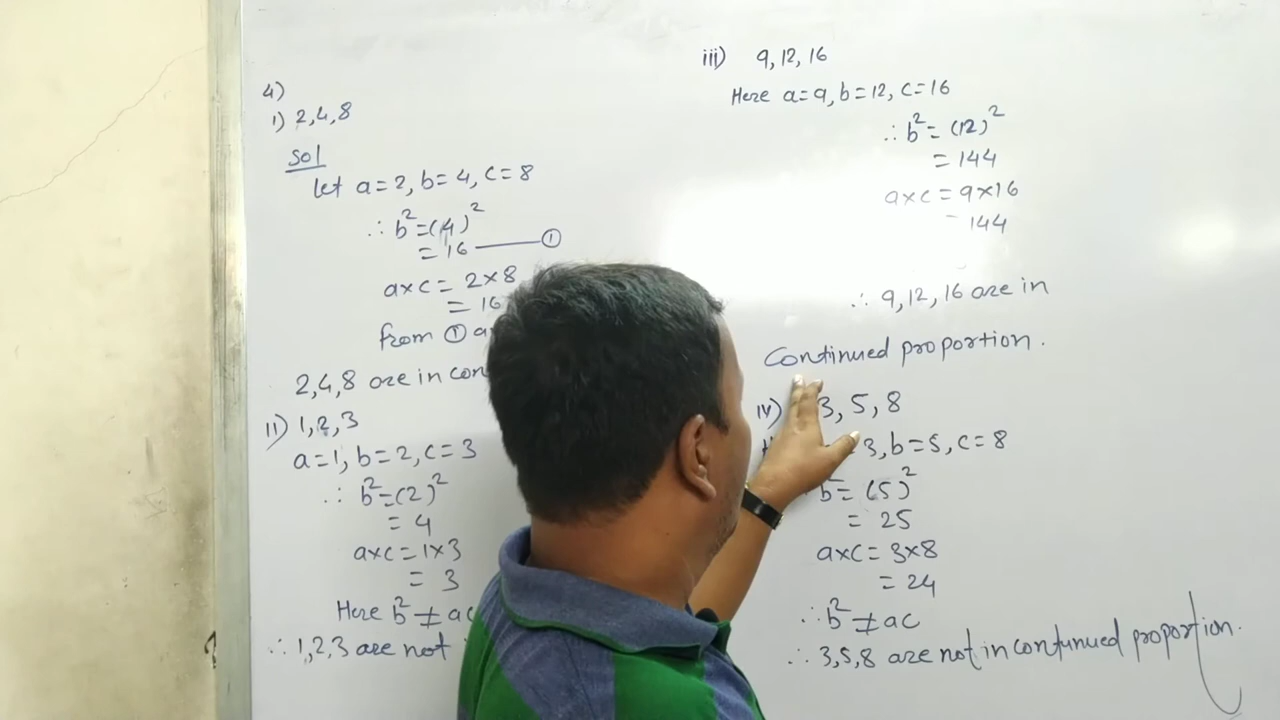 4)
i) 2,4,8
Sol
Let a=2, b=4, c=8
∴ b²=(4)²
= 16 —— ①
a×c = 2×8
= 16
from ①
2,4,8 are in
ii) 1,2,3
a=1, b=2, c=3
∴ b²=(2)²
= 4
a×c = 1×3
= 3
Here b² ≠ ac
∴ 1,2,3 are not
iii) 9, 12, 16
Here a=9, b=12, c=16
∴ b² = (12)²
= 144
a×c = 9×16
= 144
∴ 9, 12, 16 are in
Continued proportion.
iv) 3, 5, 8
3, b=5, c=8
b² = (5)²
= 25
a×c = 3×8
= 24
∴ b² ≠ ac
∴ 3,5,8 are not in continued proportion.